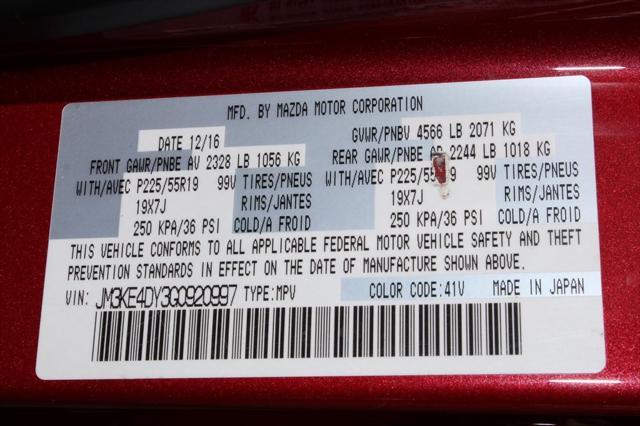 MFD. BY MAZDA MOTOR CORPORATION
DATE 12/16 GVWR/PNBV 4566 LB 2071 KG
FRONT GAWR/PNBE AV 2328 LB 1056 KG REAR GAWR/PNBE AR 2244 LB 1018 KG
WITH/AVEC P225/55R19 99V TIRES/PNEUS WITH/AVEC P225/55R19 99V TIRES/PNEUS
19X7J RIMS/JANTES 19X7J RIMS/JANTES
250 KPA/36 PSI COLD/A FROID 250 KPA/36 PSI COLD/A FROID
THIS VEHICLE CONFORMS TO ALL APPLICABLE FEDERAL MOTOR VEHICLE SAFETY AND THEFT
PREVENTION STANDARDS IN EFFECT ON THE DATE OF MANUFACTURE SHOWN ABOVE.
VIN: JM3KE4DY3G0920997 TYPE:MPV COLOR CODE:41V MADE IN JAPAN